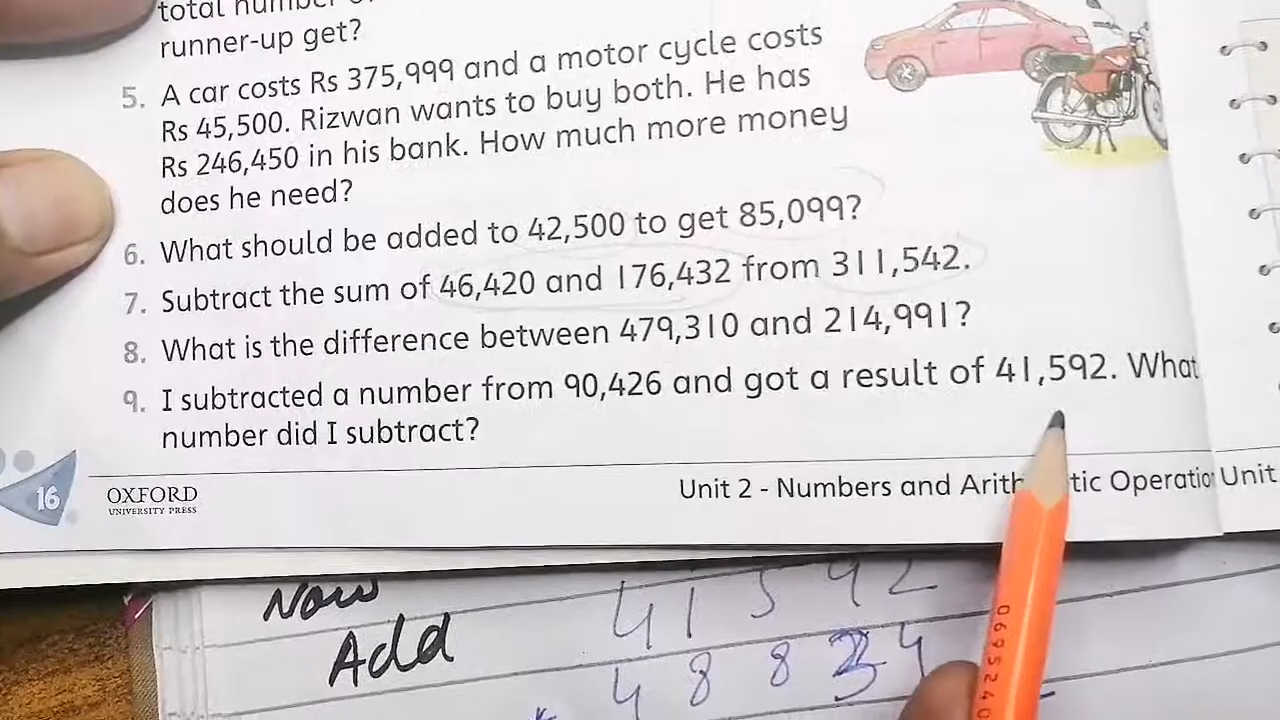 total number
runner-up get?
5. A car costs Rs 375,999 and a motor cycle costs
Rs 45,500. Rizwan wants to buy both. He has
Rs 246,450 in his bank. How much more money
does he need?
6. What should be added to 42,500 to get 85,099?
7. Subtract the sum of 46,420 and 176,432 from 311,542.
8. What is the difference between 479,310 and 214,991?
9. I subtracted a number from 90,426 and got a result of 41,592. What
number did I subtract?
16
OXFORD
UNIVERSITY PRESS
Unit 2 - Numbers and
Unit
Now
Add
41592
48834
0695240